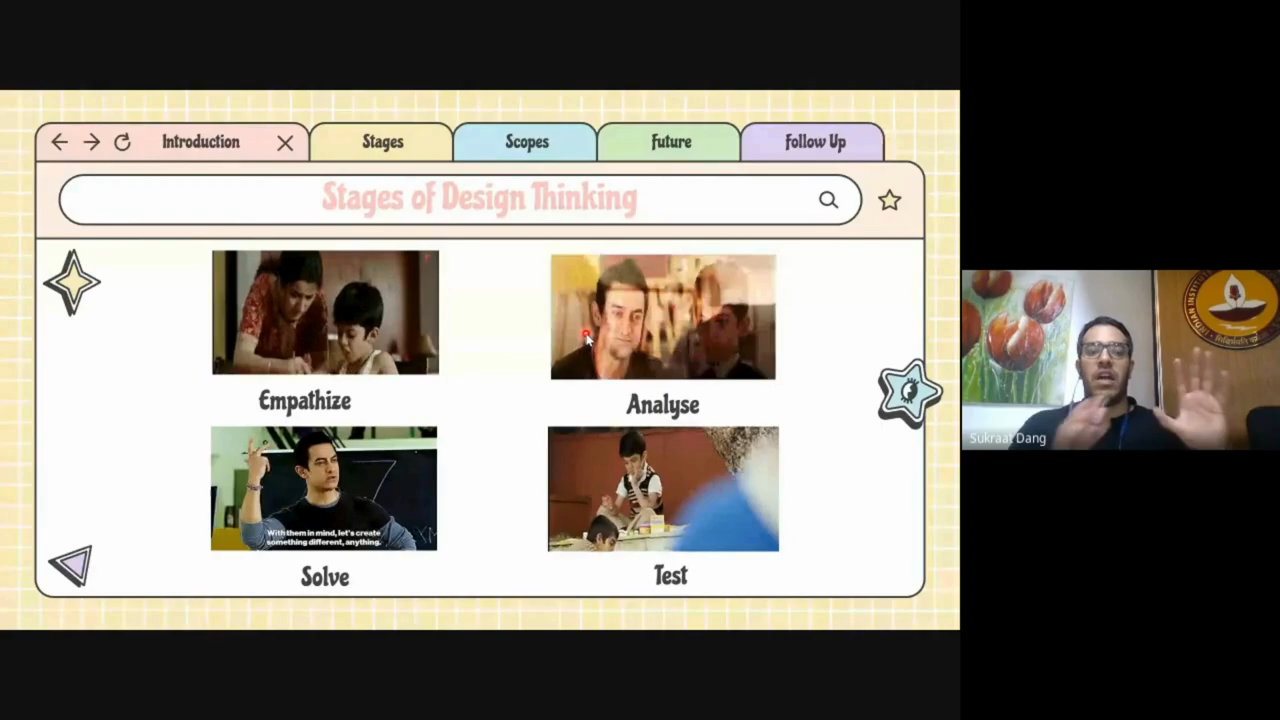 Introduction
Stages
Scopes
Future
Follow Up
Stages of Design Thinking
Empathize
Analyse
With them in mind, let's create
something different, anything.
Solve
Test
Sukraat Dang
INDIAN